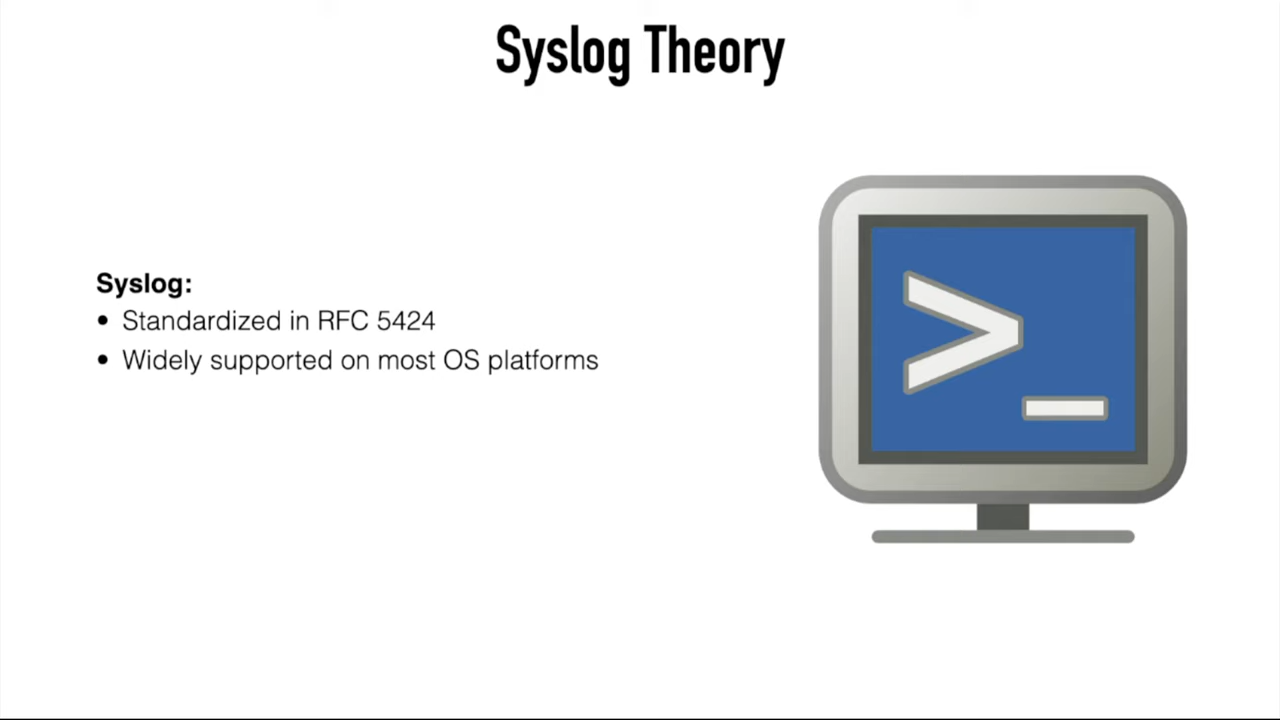 Syslog Theory
Syslog:
• Standardized in RFC 5424
• Widely supported on most OS platforms
>_